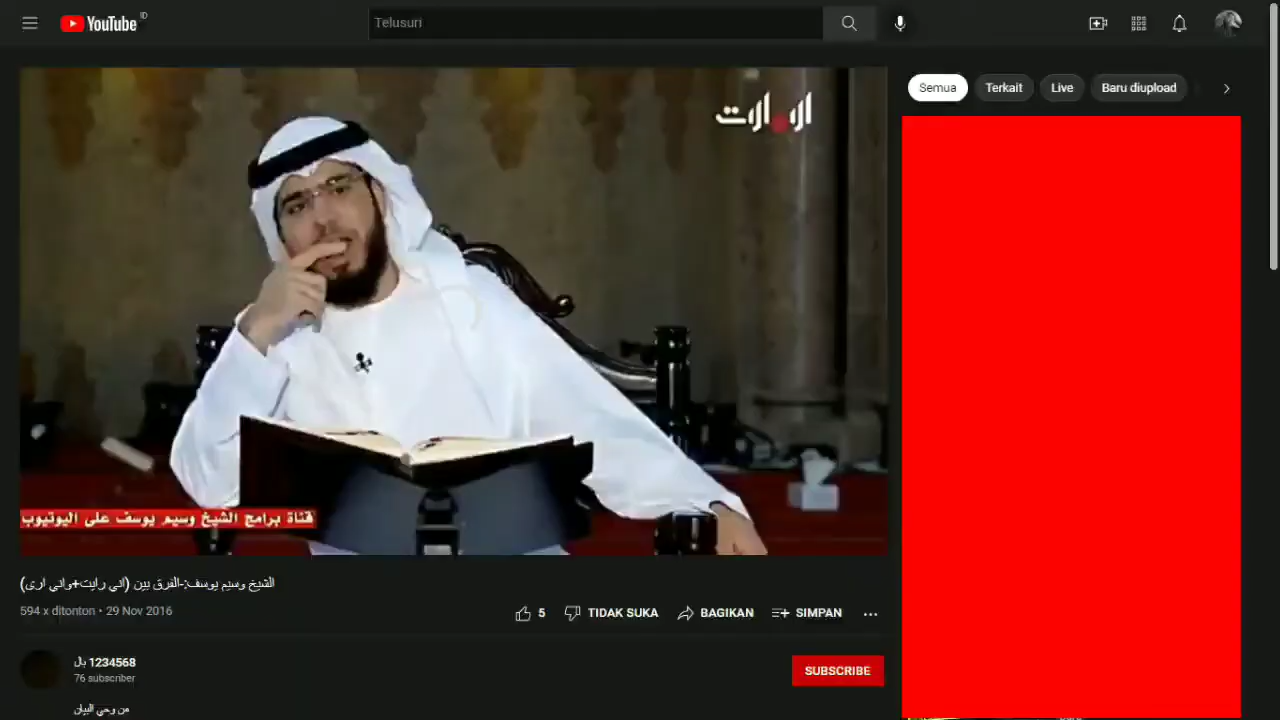 YouTube ID
Telusuri
Semua
Terkait
Live
Baru diupload
الإمارات
قناة برامج الشيخ وسيم يوسف على اليوتيوب
الشيخ وسيم يوسف:-الفرق بين (اني رايت+واني ارى)
594 x ditonton • 29 Nov 2016
5
TIDAK SUKA
BAGIKAN
SIMPAN
بال 1234568
76 subscriber
SUBSCRIBE
من وحي البيان